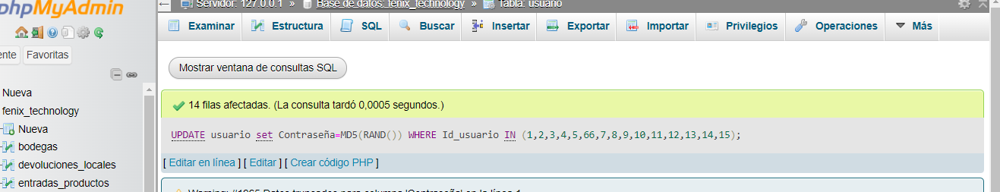 phpMyAdmin
Servidor: 127.0.0.1 » Base de datos: fenix_technology » Tabla: usuario
Examinar Estructura SQL Buscar Insertar Exportar Importar Privilegios Operaciones Más
ente Favoritas
Mostrar ventana de consultas SQL
Nueva
fenix_technology
Nueva
bodegas
devoluciones_locales
entradas_productos
14 filas afectadas. (La consulta tardó 0,0005 segundos.)
UPDATE usuario set Contraseña=MD5(RAND()) WHERE Id_usuario IN (1,2,3,4,5,66,7,8,9,10,11,12,13,14,15);
[ Editar en línea ] [ Editar ] [ Crear código PHP ]
Warning: #1265 Datos truncados para columna 'Contraseña' en la línea 1